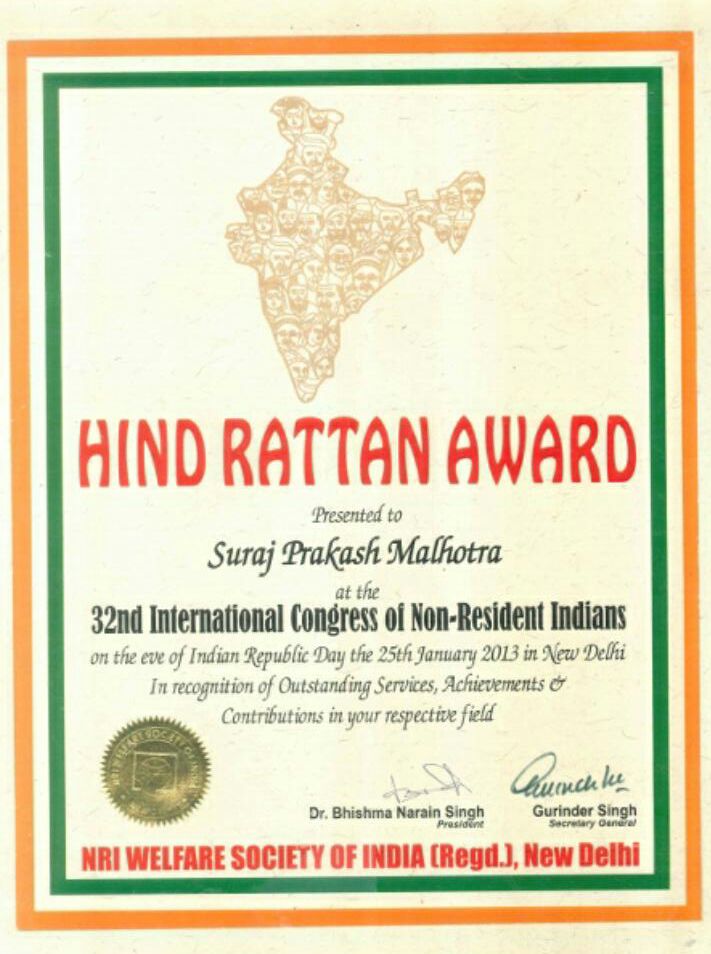 HIND RATTAN AWARD
Presented to
Suraj Prakash Malhotra
at the
32nd International Congress of Non-Resident Indians
on the eve of Indian Republic Day the 25th January 2013 in New Delhi
In recognition of Outstanding Services, Achievements &
Contributions in your respective field
Dr. Bhishma Narain Singh
President
Gurinder Singh
Secretary General
NRI WELFARE SOCIETY OF INDIA (Regd.), New Delhi